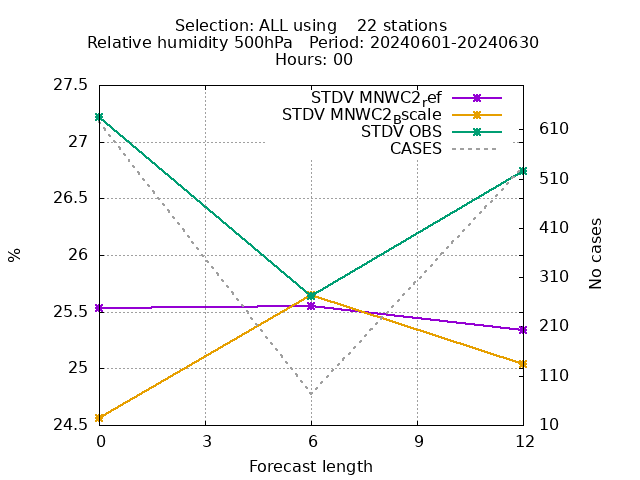 Selection: ALL using    22 stations
Relative humidity 500hPa   Period: 20240601-20240630
Hours: 00
STDV MNWC2_ref
STDV MNWC2_Bscale
STDV OBS
CASES
27.5
27
26.5
26
25.5
25
24.5
%
610
510
410
310
210
110
10
No cases
0 3 6 9 12
Forecast length